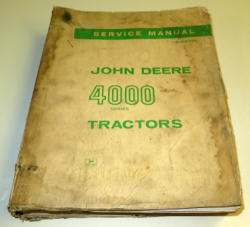 SERVICE MANUAL
JOHN DEERE
4000
SERIES
TRACTORS